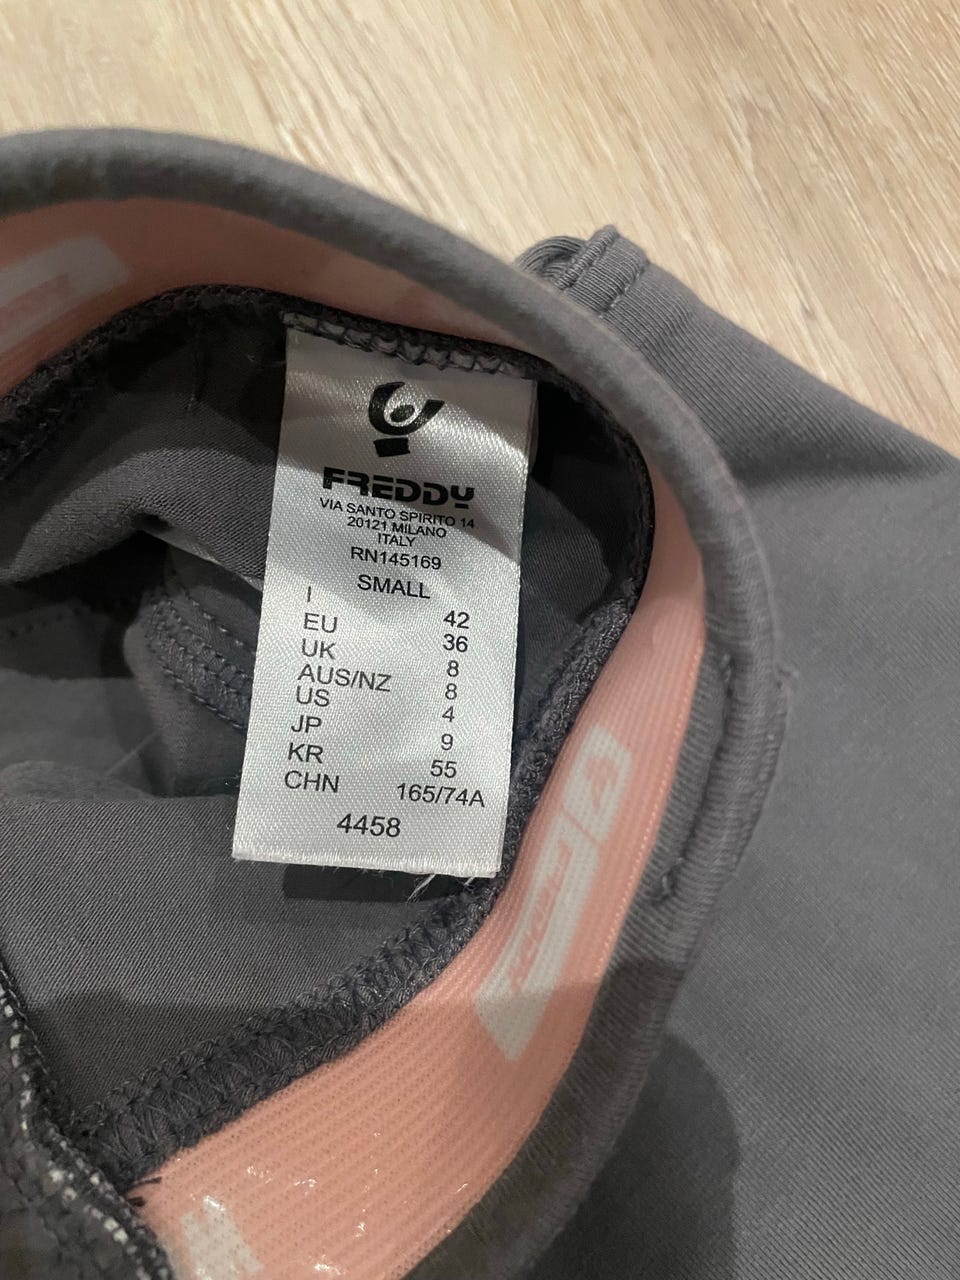 FREDDY
VIA SANTO SPIRITO 14
20121 MILANO
ITALY
RN145169
SMALL
I 42
EU 36
UK 8
AUS/NZ 8
US 4
JP 9
KR 55
CHN 165/74A
4458